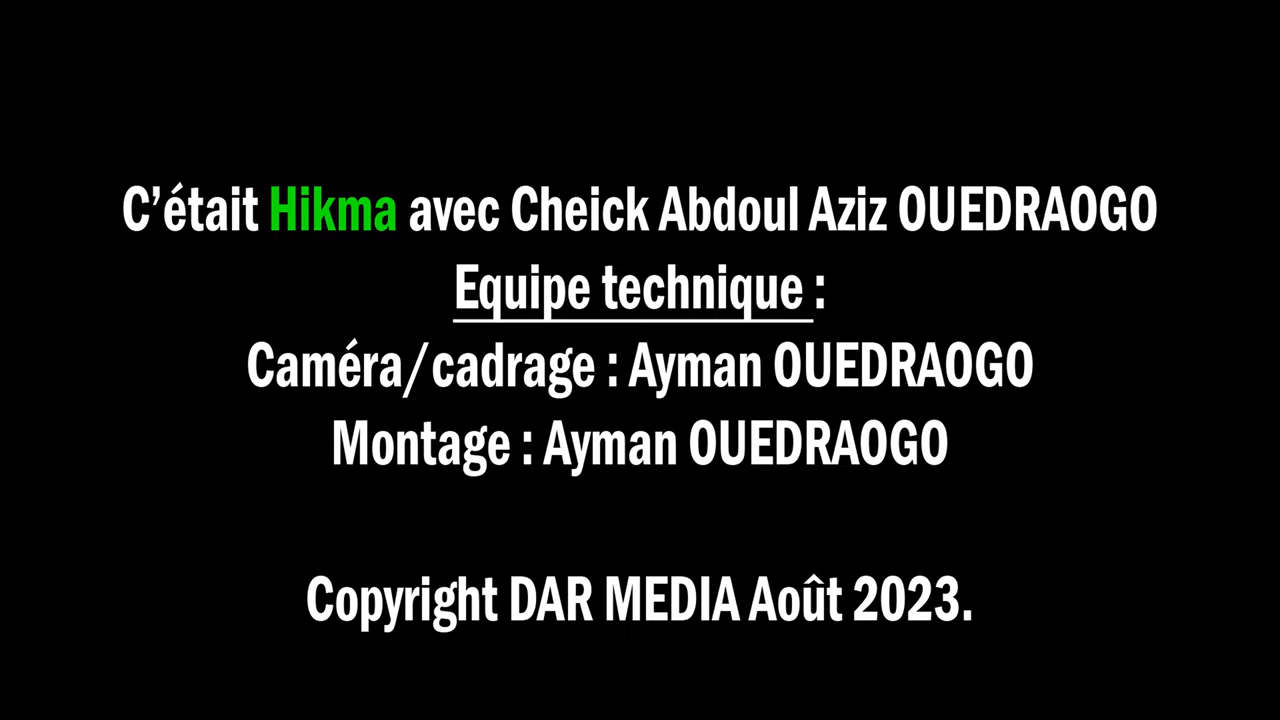 C’était Hikma avec Cheick Abdoul Aziz OUEDRAOGO
Equipe technique :
Caméra/cadrage : Ayman OUEDRAOGO
Montage : Ayman OUEDRAOGO
Copyright DAR MEDIA Août 2023.